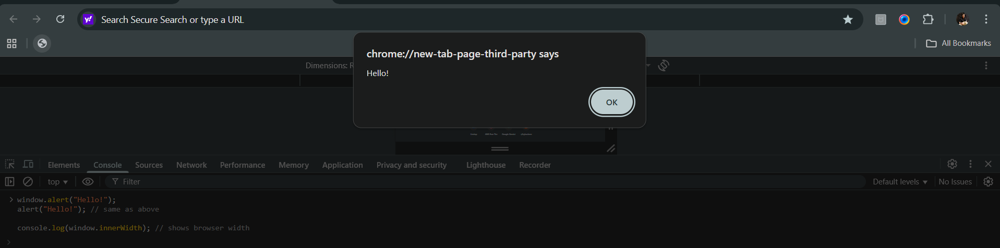 y!
Search Secure Search or type a URL
All Bookmarks
chrome://new-tab-page-third-party says
Hello!
OK
Dimensions: R
Elements
Console
Sources
Network
Performance
Memory
Application
Privacy and security
Lighthouse
Recorder
top
Filter
Default levels
No Issues
> window.alert("Hello!");
alert("Hello!"); // same as above
console.log(window.innerWidth); // shows browser width
>